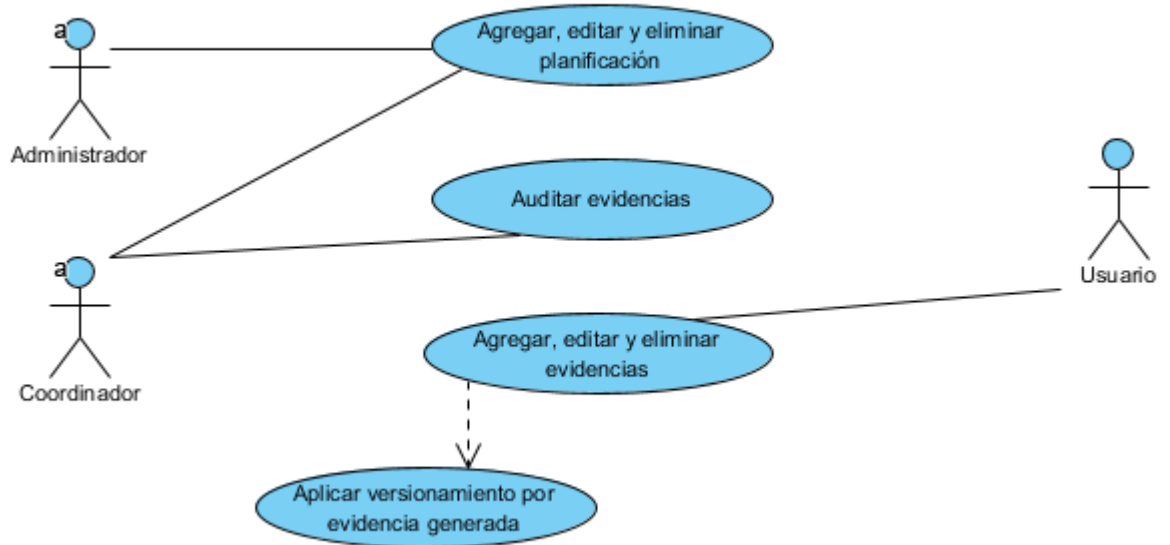 a
Agregar, editar y eliminar
planificación
Administrador
Auditar evidencias
Usuario
a
Coordinador
Agregar, editar y eliminar
evidencias
Aplicar versionamiento por
evidencia generada